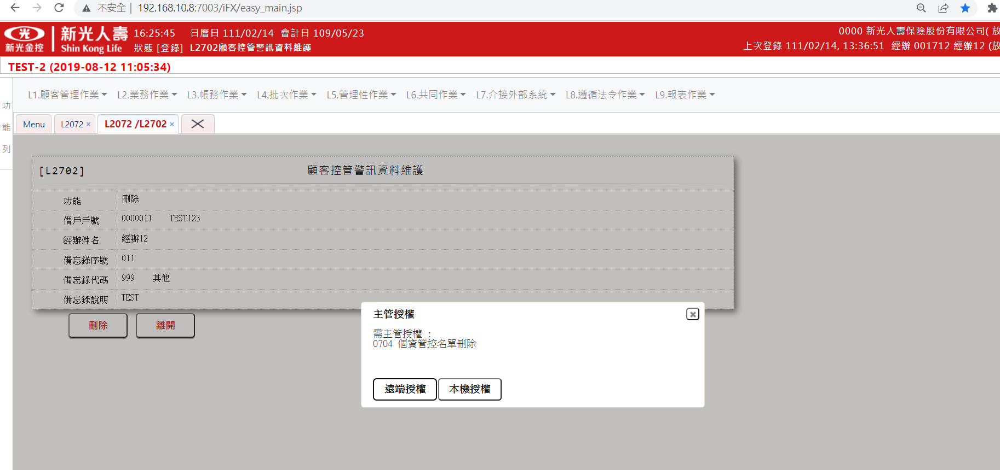 不安全 192.168.10.8:7003/iFX/easy_main.jsp
新光金控 新光人壽 Shin Kong Life
16:25:45 日曆日 111/02/14 會計日 109/05/23
狀態 [登錄] L2702顧客控管警訊資料維護
0000 新光人壽保險股份有限公司( 放
上次登錄 111/02/14, 13:36:51 經辦 001712 經辦12 (放
TEST-2 (2019-08-12 11:05:34)
功能列
L1.顧客管理作業 L2.業務作業 L3.帳務作業 L4.批次作業 L5.管理性作業 L6.共同作業 L7.介接外部系統 L8.遵循法令作業 L9.報表作業
Menu L2072 × L2072 /L2702 ×
[L2702] 顧客控管警訊資料維護
功能 刪除
借戶戶號 0000011 TEST123
經辦姓名 經辦12
備忘錄序號 011
備忘錄代碼 999 其他
備忘錄說明 TEST
刪除 離開
主管授權
需主管授權 :
0704 個資管控名單刪除
遠端授權 本機授權